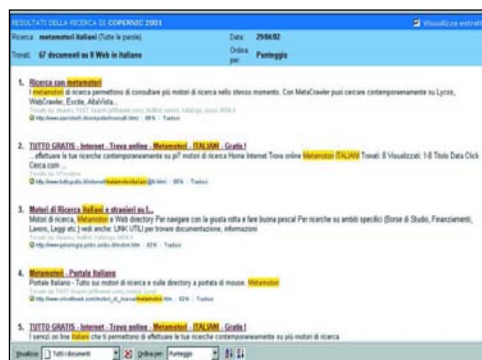 RESULTATI DELLA RICERCA DI COPERNIC 2001
Visualizza estratti
Ricerca: metamotori italiani (Tutte le parole)
Data: 29/04/02
Trovati: 67 documenti su Il Web in italiano
Ordina per: Punteggio
1. Ricerca con metamotori
I metamotori di ricerca permettono di consultare più motori di ricerca nello stesso momento. Con MetaCrawler puoi cercare contemporaneamente su Lycos,
WebCrawler, Excite, AltaVista...
2. TUTTO GRATIS - Internet - Trova online - Metamotori - ITALIANI - Gratis !
...effettuare le tue ricerche contemporaneamente su pi? motori di ricerca Home Internet Trova online Metamotori ITALIANI Trovati: 8 Visualizzati: 1-8 Titolo Data Click
Cerca com ...
3. Motori di Ricerca Italiani e stranieri su I...
Motori di ricerca, Metamotori e Web directory Per navigare con la giusta rotta e fare buona pesca! Per ricerche su ambiti specifici (Borse di Studio, Finanziamenti,
Lavoro, Leggi etc.) vedi anche: LINK UTILI per trovare documentazione, informazioni
4. Metamotori - Portale Italiano
Portale Italiano - Tutto sui motori di ricerca e sulle directory a portata di mouse. Metamotori
5. TUTTO GRATIS - Internet - Trova online - Metamotori - ITALIANI - Gratis !
I servizi on line italiani che ti permettono di effettuare le tue ricerche contemporaneamente su più motori di ricerca
Visualizza: Tutti i documenti
Ordina per: Punteggio